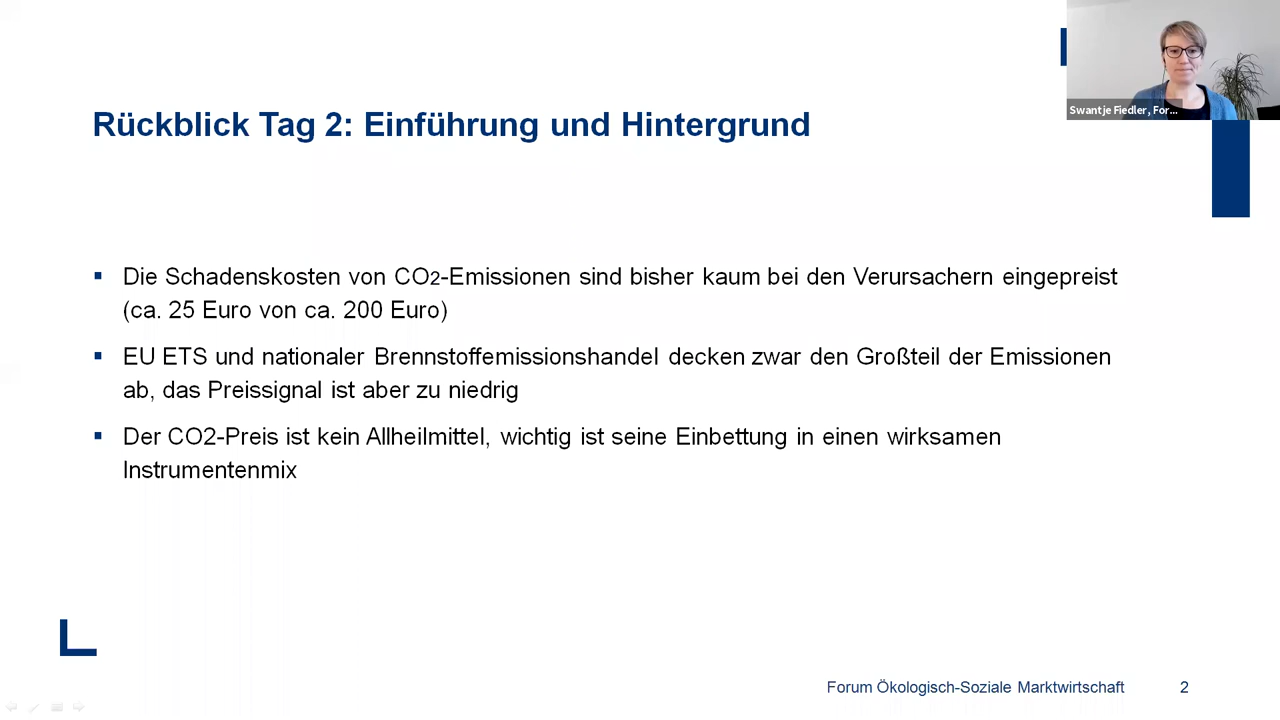 Swantje Fiedler, For...
Rückblick Tag 2: Einführung und Hintergrund
▪ Die Schadenskosten von CO2-Emissionen sind bisher kaum bei den Verursachern eingepreist
(ca. 25 Euro von ca. 200 Euro)
▪ EU ETS und nationaler Brennstoffemissionshandel decken zwar den Großteil der Emissionen
ab, das Preissignal ist aber zu niedrig
▪ Der CO2-Preis ist kein Allheilmittel, wichtig ist seine Einbettung in einen wirksamen
Instrumentenmix
Forum Ökologisch-Soziale Marktwirtschaft 2